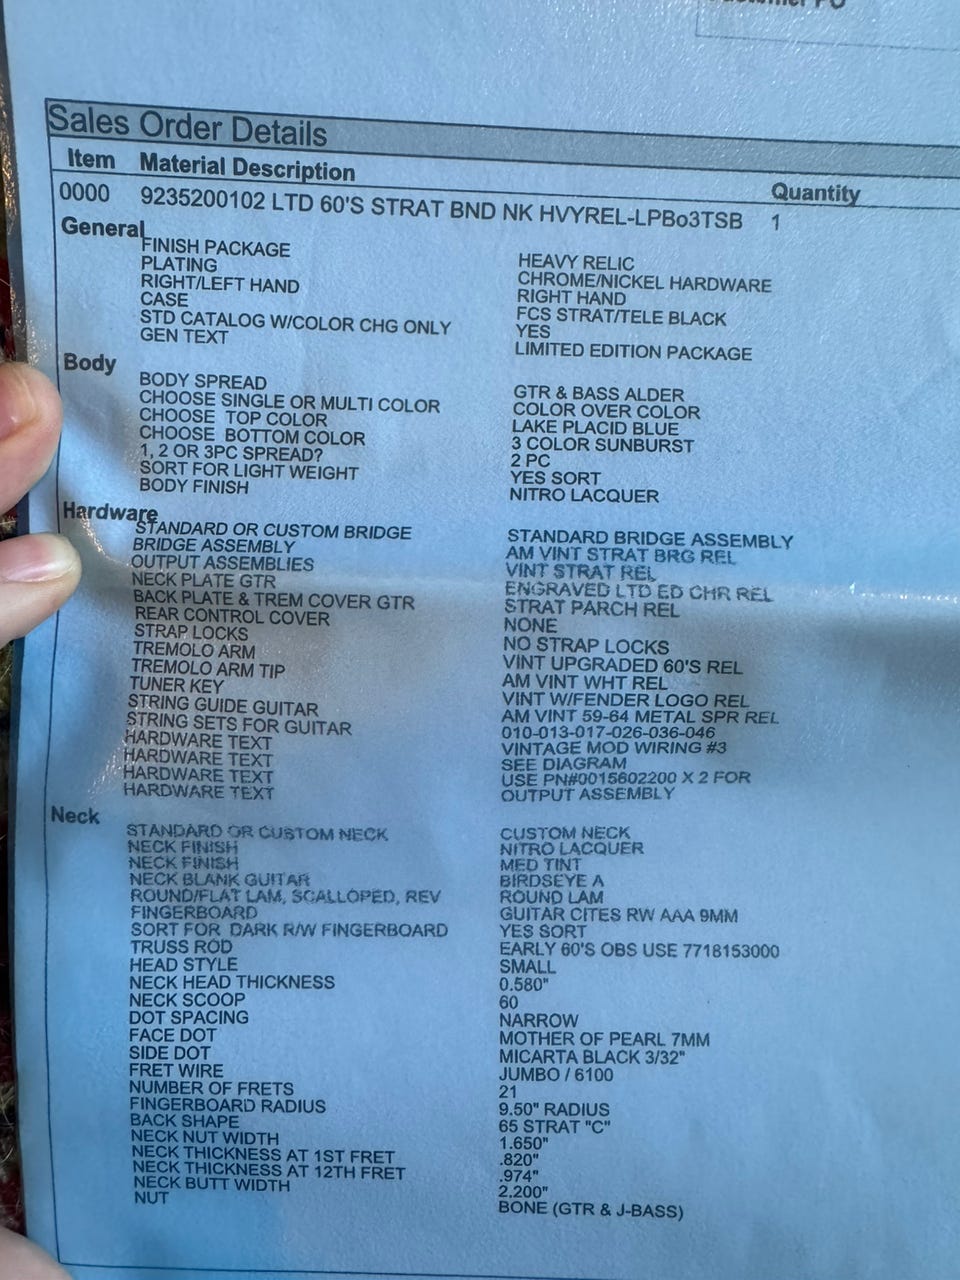 Sales Order Details
Item Material Description Quantity
0000 9235200102 LTD 60'S STRAT BND NK HVYREL-LPBo3TSB 1
General
FINISH PACKAGE HEAVY RELIC
PLATING CHROME/NICKEL HARDWARE
RIGHT/LEFT HAND RIGHT HAND
CASE FCS STRAT/TELE BLACK
STD CATALOG W/COLOR CHG ONLY YES
GEN TEXT LIMITED EDITION PACKAGE
Body
BODY SPREAD GTR & BASS ALDER
CHOOSE SINGLE OR MULTI COLOR COLOR OVER COLOR
CHOOSE TOP COLOR LAKE PLACID BLUE
CHOOSE BOTTOM COLOR 3 COLOR SUNBURST
1, 2 OR 3PC SPREAD? 2 PC
SORT FOR LIGHT WEIGHT YES SORT
BODY FINISH NITRO LACQUER
Hardware
STANDARD OR CUSTOM BRIDGE STANDARD BRIDGE ASSEMBLY
BRIDGE ASSEMBLY AM VINT STRAT BRG REL
OUTPUT ASSEMBLIES VINT STRAT REL
NECK PLATE GTR ENGRAVED LTD ED CHR REL
BACK PLATE & TREM COVER GTR STRAT PARCH REL
REAR CONTROL COVER NONE
STRAP LOCKS NO STRAP LOCKS
TREMOLO ARM VINT UPGRADED 60'S REL
TREMOLO ARM TIP AM VINT WHT REL
TUNER KEY VINT W/FENDER LOGO REL
STRING GUIDE GUITAR AM VINT 59-64 METAL SPR REL
STRING SETS FOR GUITAR 010-013-017-026-036-046
HARDWARE TEXT VINTAGE MOD WIRING #3
HARDWARE TEXT SEE DIAGRAM
HARDWARE TEXT USE PN#0015602200 X 2 FOR
HARDWARE TEXT OUTPUT ASSEMBLY
Neck
STANDARD OR CUSTOM NECK CUSTOM NECK
NECK FINISH NITRO LACQUER
NECK FINISH MED TINT
NECK BLANK GUITAR BIRDSEYE A
ROUND/FLAT LAM, SCALLOPED, REV ROUND LAM
FINGERBOARD GUITAR CITES RW AAA 9MM
SORT FOR DARK R/W FINGERBOARD YES SORT
TRUSS ROD EARLY 60'S OBS USE 7718153000
HEAD STYLE SMALL
NECK HEAD THICKNESS 0.580"
NECK SCOOP 60
DOT SPACING NARROW
FACE DOT MOTHER OF PEARL 7MM
SIDE DOT MICARTA BLACK 3/32"
FRET WIRE JUMBO / 6100
NUMBER OF FRETS 21
FINGERBOARD RADIUS 9.50" RADIUS
BACK SHAPE 65 STRAT "C"
NECK NUT WIDTH 1.650"
NECK THICKNESS AT 1ST FRET .820"
NECK THICKNESS AT 12TH FRET .974"
NECK BUTT WIDTH 2.200"
NUT BONE (GTR & J-BASS)